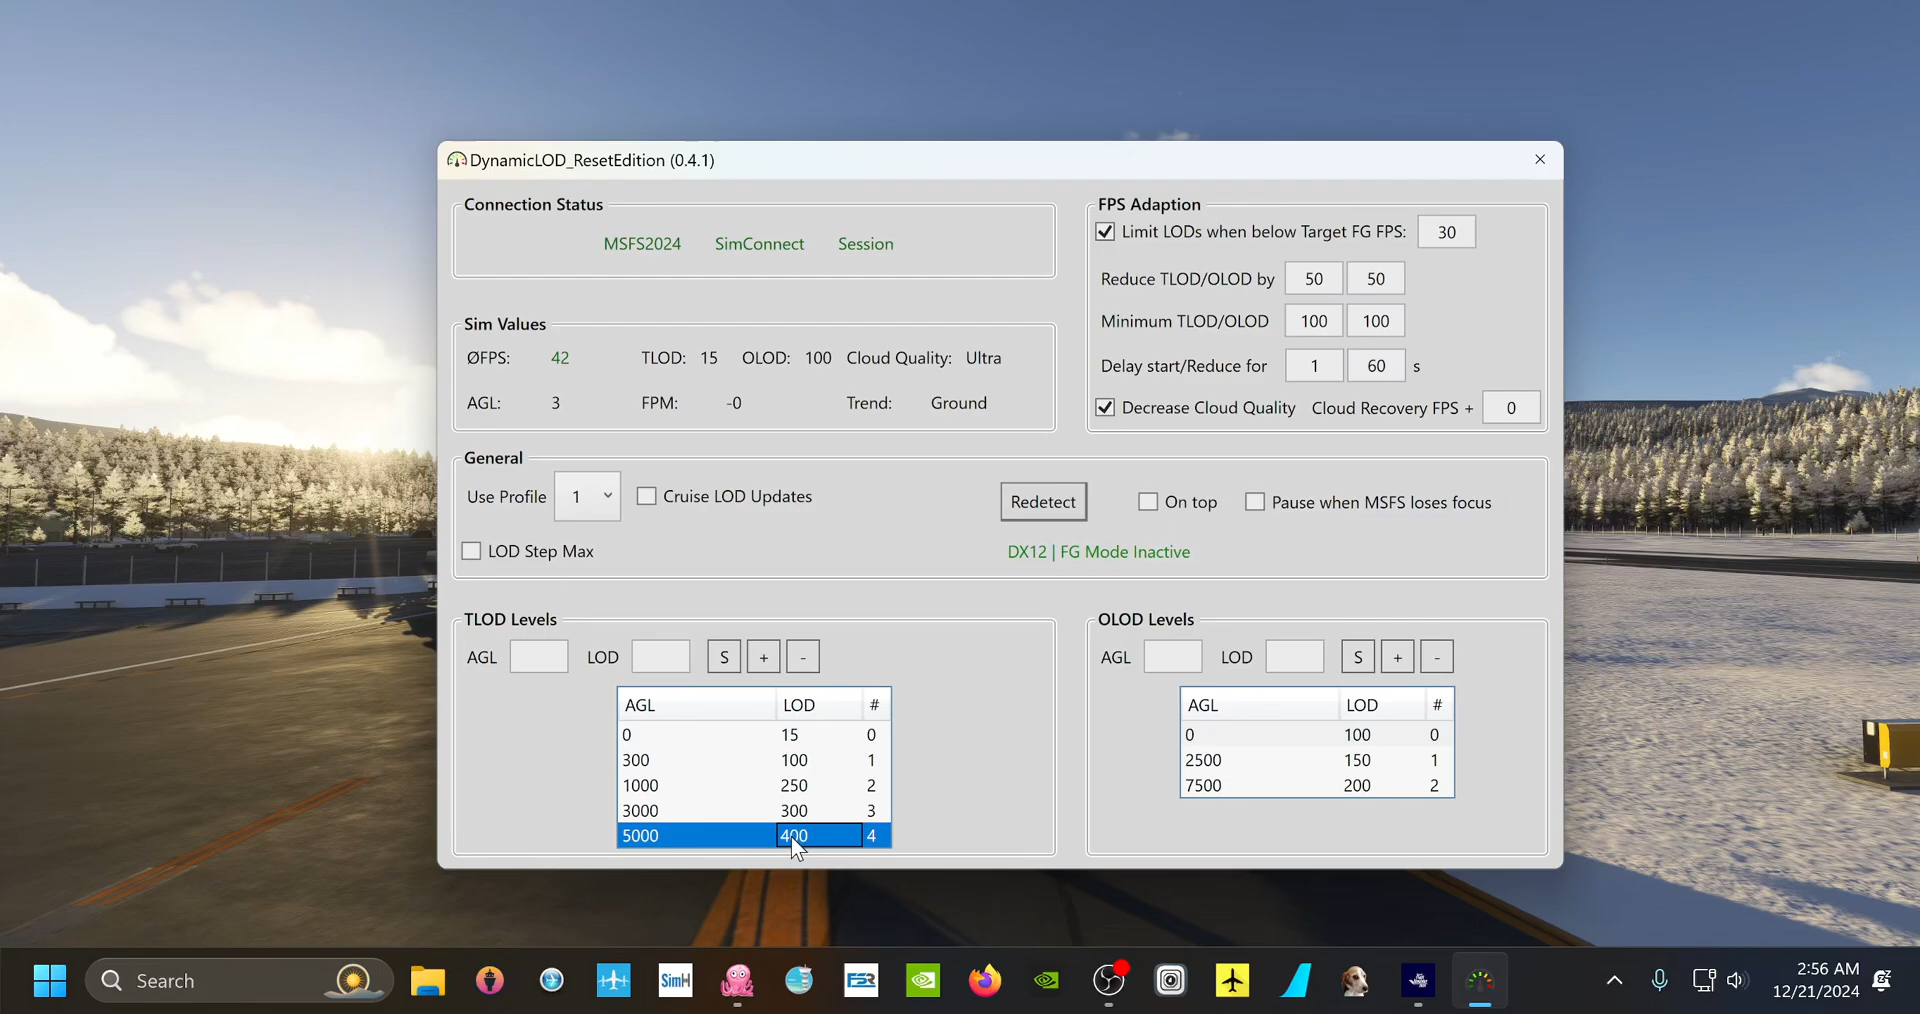 DynamicLOD_ResetEdition (0.4.1)
Connection Status
MSFS2024 SimConnect Session
Sim Values
ØFPS: 42 TLOD: 15 OLOD: 100 Cloud Quality: Ultra
AGL: 3 FPM: -0 Trend: Ground
FPS Adaption
Limit LODs when below Target FG FPS: 30
Reduce TLOD/OLOD by 50 50
Minimum TLOD/OLOD 100 100
Delay start/Reduce for 1 60 s
Decrease Cloud Quality Cloud Recovery FPS + 0
General
Use Profile 1 Cruise LOD Updates Redetect On top Pause when MSFS loses focus
LOD Step Max DX12 | FG Mode Inactive
TLOD Levels
AGL LOD S + -
AGL LOD #
0 15 0
300 100 1
1000 250 2
3000 300 3
5000 400 4
OLOD Levels
AGL LOD S + -
AGL LOD #
0 100 0
2500 150 1
7500 200 2
Search SimH FSR 2:56 AM
12/21/2024